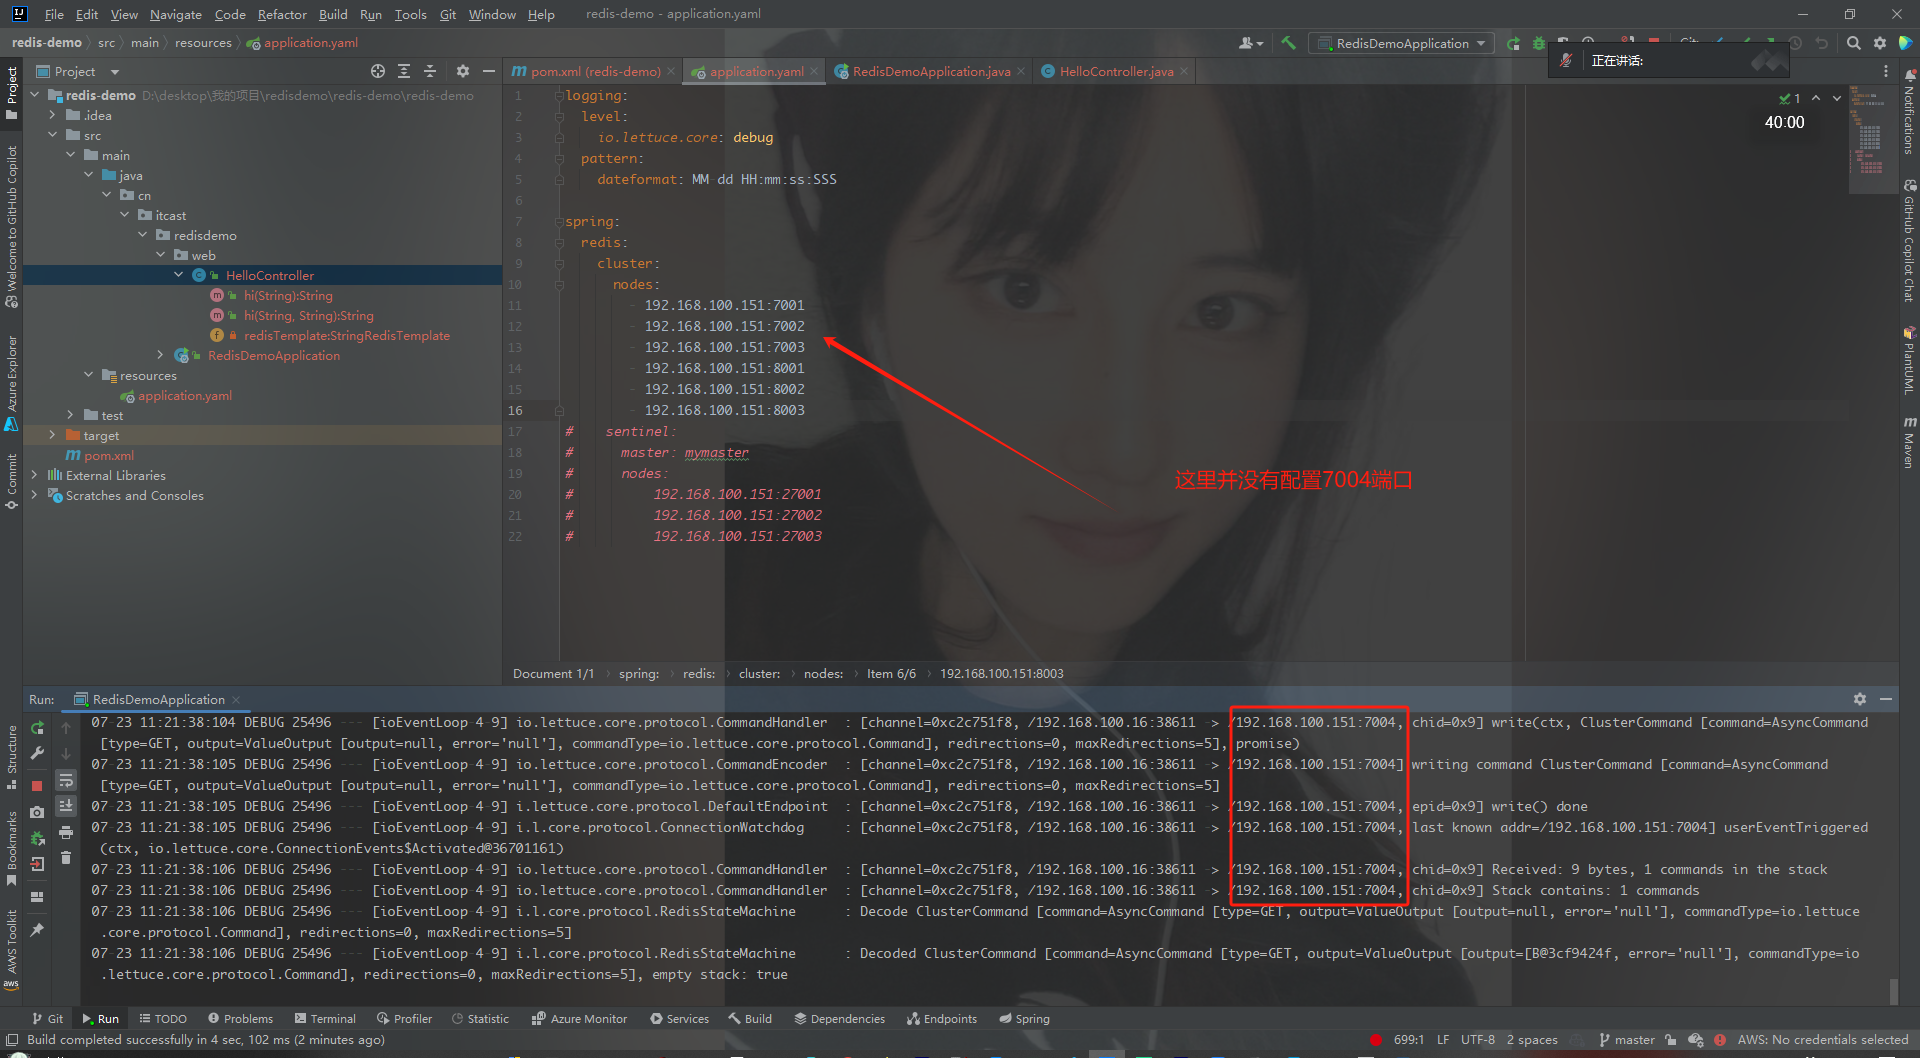 File Edit View Navigate Code Refactor Build Run Tools Git Window Help redis-demo - application.yaml
redis-demo src main resources application.yaml RedisDemoApplication
正在讲话:
40:00
Project
redis-demo D:\desktop\我的项目\redisdemo\redis-demo\redis-demo
.idea
src
main
java
cn
itcast
redisdemo
web
HelloController
hi(String):String
hi(String, String):String
redisTemplate:StringRedisTemplate
RedisDemoApplication
resources
application.yaml
test
target
pom.xml
External Libraries
Scratches and Consoles
pom.xml (redis-demo) application.yaml RedisDemoApplication.java HelloController.java
1
1 logging:
2 level:
3 io.lettuce.core: debug
4 pattern:
5 dateformat: MM-dd HH:mm:ss:SSS
6
7 spring:
8 redis:
9 cluster:
10 nodes:
11 - 192.168.100.151:7001
12 - 192.168.100.151:7002
13 - 192.168.100.151:7003
14 - 192.168.100.151:8001
15 - 192.168.100.151:8002
16 - 192.168.100.151:8003
17 # sentinel:
18 # master: mymaster
19 # nodes:
20 # 192.168.100.151:27001
21 # 192.168.100.151:27002
22 # 192.168.100.151:27003
这里并没有配置7004端口
Document 1/1 spring: redis: cluster: nodes: Item 6/6 192.168.100.151:8003
Run: RedisDemoApplication
07-23 11:21:38:104 DEBUG 25496 --- [ioEventLoop-4-9] io.lettuce.core.protocol.CommandHandler : [channel=0xc2c751f8, /192.168.100.16:38611 -> /192.168.100.151:7004, chid=0x9] write(ctx, ClusterCommand [command=AsyncCommand
[type=GET, output=ValueOutput [output=null, error='null'], commandType=io.lettuce.core.protocol.Command], redirections=0, maxRedirections=5], promise)
07-23 11:21:38:105 DEBUG 25496 --- [ioEventLoop-4-9] io.lettuce.core.protocol.CommandEncoder : [channel=0xc2c751f8, /192.168.100.16:38611 -> /192.168.100.151:7004] writing command ClusterCommand [command=AsyncCommand
[type=GET, output=ValueOutput [output=null, error='null'], commandType=io.lettuce.core.protocol.Command], redirections=0, maxRedirections=5]
07-23 11:21:38:105 DEBUG 25496 --- [ioEventLoop-4-9] i.lettuce.core.protocol.DefaultEndpoint : [channel=0xc2c751f8, /192.168.100.16:38611 -> /192.168.100.151:7004, epid=0x9] write() done
07-23 11:21:38:105 DEBUG 25496 --- [ioEventLoop-4-9] i.l.core.protocol.ConnectionWatchdog : [channel=0xc2c751f8, /192.168.100.16:38611 -> /192.168.100.151:7004, last known addr=/192.168.100.151:7004] userEventTriggered
(ctx, io.lettuce.core.ConnectionEvents$Activated@36701161)
07-23 11:21:38:106 DEBUG 25496 --- [ioEventLoop-4-9] io.lettuce.core.protocol.CommandHandler : [channel=0xc2c751f8, /192.168.100.16:38611 -> /192.168.100.151:7004, chid=0x9] Received: 9 bytes, 1 commands in the stack
07-23 11:21:38:106 DEBUG 25496 --- [ioEventLoop-4-9] io.lettuce.core.protocol.CommandHandler : [channel=0xc2c751f8, /192.168.100.16:38611 -> /192.168.100.151:7004, chid=0x9] Stack contains: 1 commands
07-23 11:21:38:106 DEBUG 25496 --- [ioEventLoop-4-9] i.l.core.protocol.RedisStateMachine : Decode ClusterCommand [command=AsyncCommand [type=GET, output=ValueOutput [output=null, error='null'], commandType=io.lettuce
.core.protocol.Command], redirections=0, maxRedirections=5]
07-23 11:21:38:106 DEBUG 25496 --- [ioEventLoop-4-9] i.l.core.protocol.RedisStateMachine : Decoded ClusterCommand [command=AsyncCommand [type=GET, output=ValueOutput [output=[B@3cf9424f, error='null'], commandType=io
.lettuce.core.protocol.Command], redirections=0, maxRedirections=5], empty stack: true
Git Run TODO Problems Terminal Profiler Statistic Azure Monitor Services Build Dependencies Endpoints Spring
Build completed successfully in 4 sec, 102 ms (2 minutes ago) 699:1 LF UTF-8 2 spaces master AWS: No credentials selected
Project
Welcome to GitHub Copilot
Azure Explorer
Commit
Structure
Bookmarks
AWS Toolkit
aws
Notifications
GitHub Copilot Chat
PlantUML
Maven